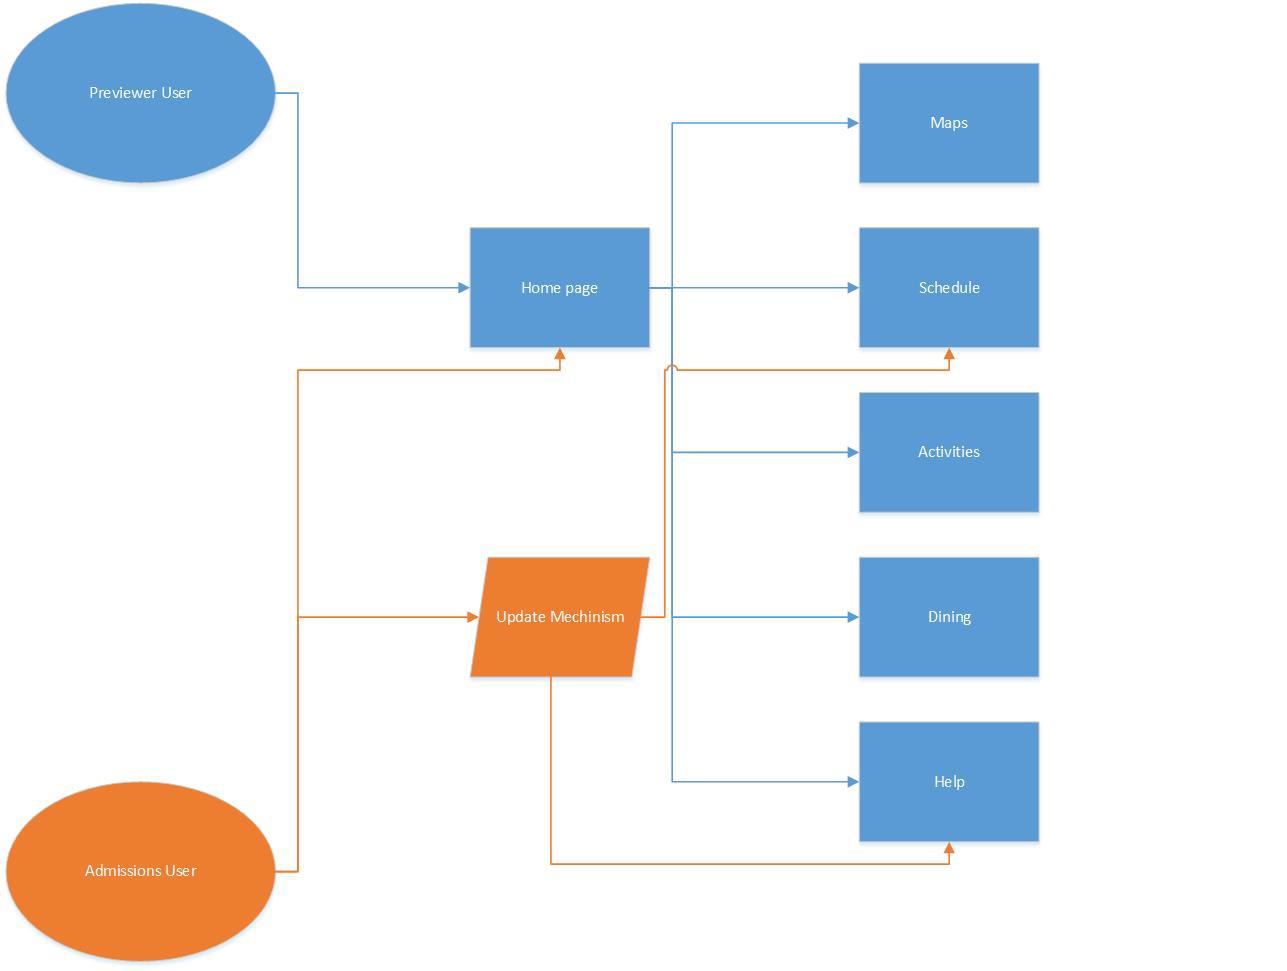 Previewer User
Maps
Home page
Schedule
Activities
Update Mechinism
Dining
Help
Admissions User